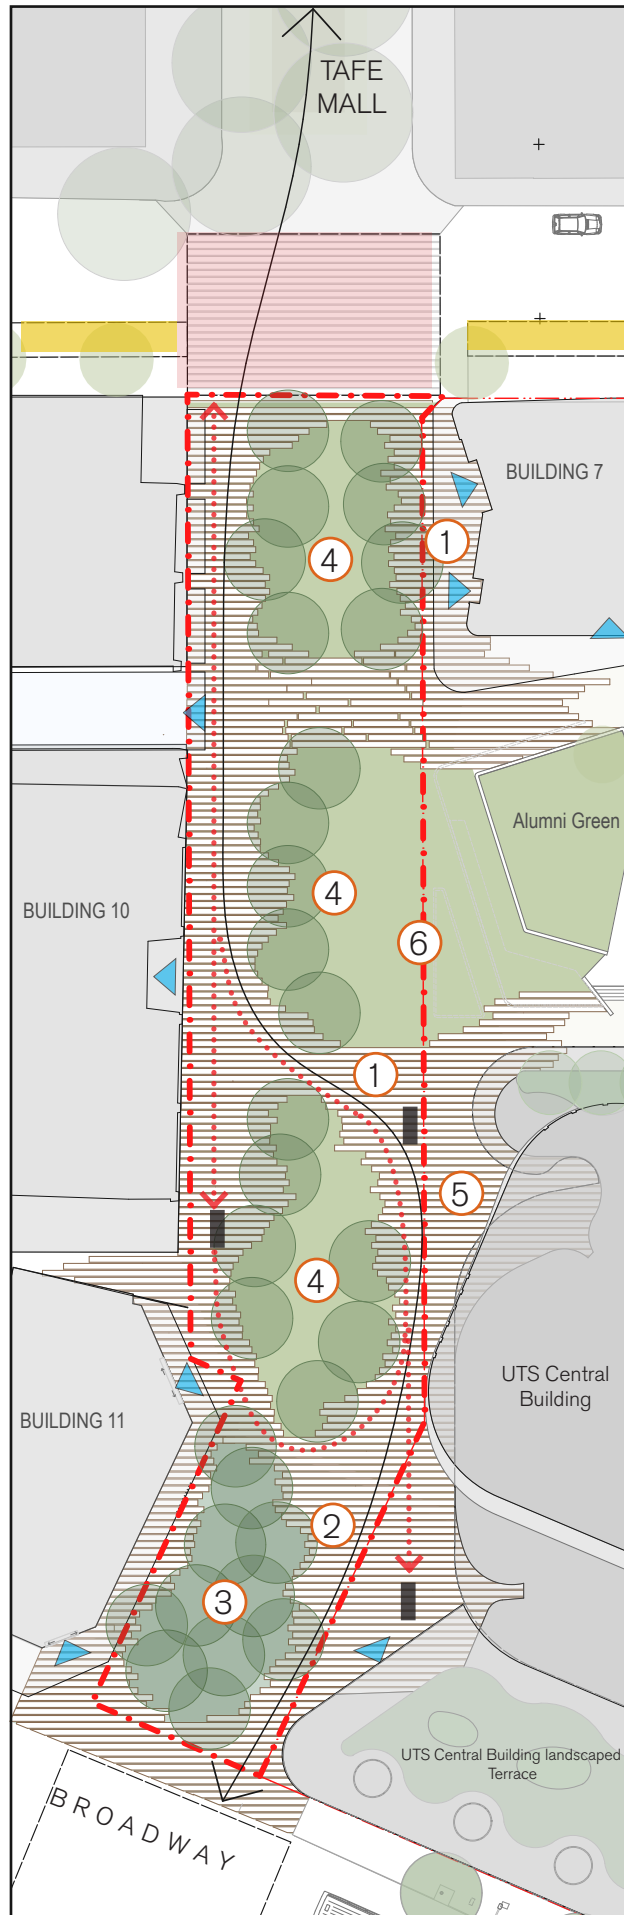 TAFE
MALL
BUILDING 7
1
4
Alumni Green
4
BUILDING 10
6
1
5
4
UTS Central
Building
BUILDING 11
2
3
UTS Central Building landscaped
Terrace
BROADWAY